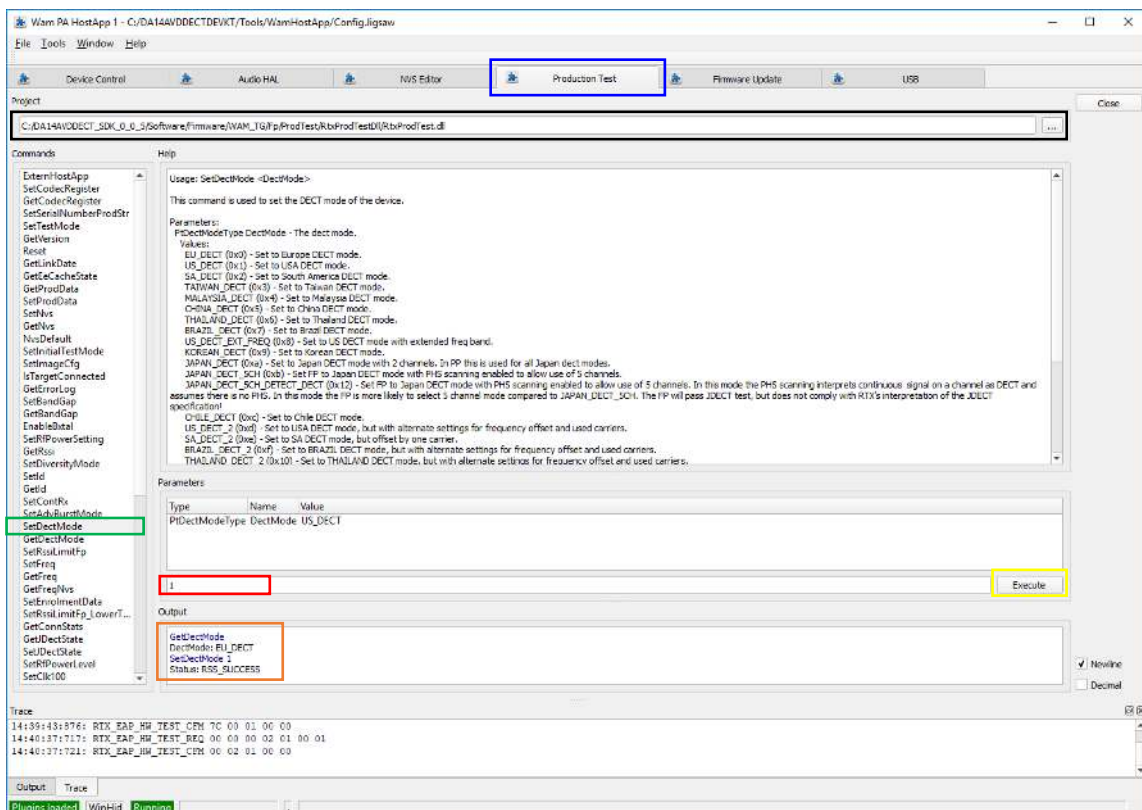 Wam PA HostApp 1 - C:/DA14AVDDECTDEVKT/Tools/WamHostApp/Config.Jigsaw
File Tools Window Help
Device Control Audio HAL NVS Editor Production Test Firmware Update USB
Project
Close
C:/DA14AVDDECT_SDK_0_0_5/Software/Firmware/WAM_TG/Fp/ProdTest/RtxProdTestDll/RtxProdTest.dll ...
Commands
ExternHostApp
SetCodecRegister
GetCodecRegister
SetSerialNumberProdStr
SetTestMode
GetVersion
Reset
GetLinkDate
GetEeCacheState
GetProdData
SetProdData
SetNvs
GetNvs
NvsDefault
SetInitialTestMode
SetImageCfg
IsTargetConnected
GetErrorLog
SetBandGap
GetBandGap
EnableBxtal
SetRfPowerSetting
GetRssi
SetDiversityMode
SetId
GetId
SetContRx
SetAdvBurstMode
SetDectMode
GetDectMode
SetRssiLimitFp
SetFreq
GetFreq
GetFreqNvs
SetEnrolmentData
SetRssiLimitFp_LowerT...
GetConnStats
GetJDectState
SetJDectState
SetRfPowerLevel
SetClk100
Help
Usage: SetDectMode <DectMode>
This command is used to set the DECT mode of the device.
Parameters:
PtDectModeType DectMode - The dect mode.
Values:
EU_DECT (0x0) - Set to Europe DECT mode.
US_DECT (0x1) - Set to USA DECT mode.
SA_DECT (0x2) - Set to South America DECT mode.
TAIWAN_DECT (0x3) - Set to Taiwan DECT mode.
MALAYSIA_DECT (0x4) - Set to Malaysia DECT mode.
CHINA_DECT (0x5) - Set to China DECT mode.
THAILAND_DECT (0x6) - Set to Thailand DECT mode.
BRAZIL_DECT (0x7) - Set to Brazil DECT mode.
US_DECT_EXT_FREQ (0x8) - Set to US DECT mode with extended freq band.
KOREAN_DECT (0x9) - Set to Korean DECT mode.
JAPAN_DECT (0xa) - Set to Japan DECT mode with 2 channels. In PP this is used for all Japan dect modes.
JAPAN_DECT_5CH (0xb) - Set FP to Japan DECT mode with PHS scanning enabled to allow use of 5 channels.
JAPAN_DECT_5CH_DETECT_DECT (0x12) - Set FP to Japan DECT mode with PHS scanning enabled to allow use of 5 channels. In this mode the PHS scanning interprets continuous signal on a channel as DECT and
assumes there is no PHS. In this mode the FP is more likely to select 5 channel mode compared to JAPAN_DECT_5CH. The FP will pass JDECT test, but does not comply with RTX's interpretation of the JDECT
specification!
CHILE_DECT (0xc) - Set to Chile DECT mode.
US_DECT_2 (0xd) - Set to USA DECT mode, but with alternate settings for frequency offset and used carriers.
SA_DECT_2 (0xe) - Set to SA DECT mode, but offset by one carrier.
BRAZIL_DECT_2 (0xf) - Set to BRAZIL DECT mode, but with alternate settings for frequency offset and used carriers.
THAILAND_DECT_2 (0x10) - Set to THAILAND DECT mode, but with alternate settings for frequency offset and used carriers.
Parameters
Type Name Value
PtDectModeType DectMode US_DECT
1
Execute
Output
GetDectMode
DectMode: EU_DECT
SetDectMode 1
Status: RSS_SUCCESS
Newline
Decimal
Trace
14:39:43:876: RTX_EAP_HW_TEST_CFM 7C 00 01 00 00
14:40:37:717: RTX_EAP_HW_TEST_REQ 00 00 00 02 01 00 01
14:40:37:721: RTX_EAP_HW_TEST_CFM 00 02 01 00 00
Output Trace
Plugins loaded WinHid Running